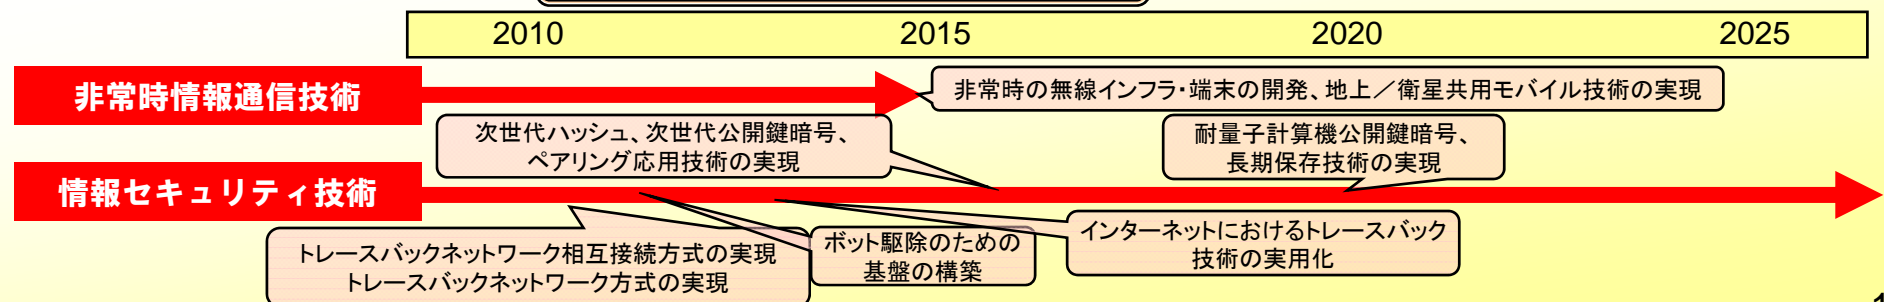 2010 2015 2020 2025
非常時情報通信技術
非常時の無線インフラ・端末の開発、地上／衛星共用モバイル技術の実現
次世代ハッシュ、次世代公開鍵暗号、
ペアリング応用技術の実現
耐量子計算機公開鍵暗号、
長期保存技術の実現
情報セキュリティ技術
トレースバックネットワーク相互接続方式の実現
トレースバックネットワーク方式の実現
ボット駆除のための
基盤の構築
インターネットにおけるトレースバック
技術の実用化